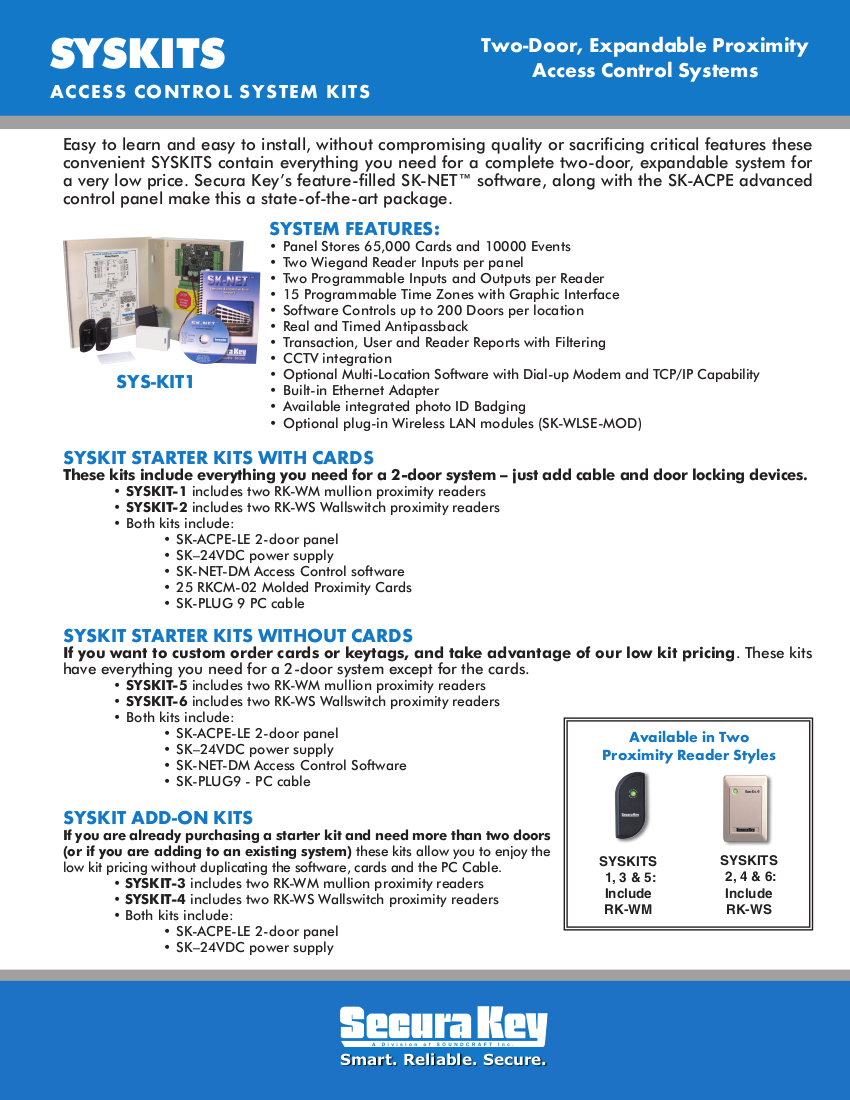 SYSKITS
ACCESS CONTROL SYSTEM KITS
Two-Door, Expandable Proximity
Access Control Systems
Easy to learn and easy to install, without compromising quality or sacrificing critical features these
convenient SYSKITS contain everything you need for a complete two-door, expandable system for
a very low price. Secura Key's feature-filled SK-NET™ software, along with the SK-ACPE advanced
control panel make this a state-of-the-art package.
SK-NET
SK-NET
SYS-KIT1
SYSTEM FEATURES:
• Panel Stores 65,000 Cards and 10000 Events
• Two Wiegand Reader Inputs per panel
• Two Programmable Inputs and Outputs per Reader
• 15 Programmable Time Zones with Graphic Interface
• Software Controls up to 200 Doors per location
• Real and Timed Antipassback
• Transaction, User and Reader Reports with Filtering
• CCTV integration
• Optional Multi-Location Software with Dial-up Modem and TCP/IP Capability
• Built-in Ethernet Adapter
• Available integrated photo ID Badging
• Optional plug-in Wireless LAN modules (SK-WLSE-MOD)
SYSKIT STARTER KITS WITH CARDS
These kits include everything you need for a 2-door system – just add cable and door locking devices.
• SYSKIT-1 includes two RK-WM mullion proximity readers
• SYSKIT-2 includes two RK-WS Wallswitch proximity readers
• Both kits include:
• SK-ACPE-LE 2-door panel
• SK–24VDC power supply
• SK-NET-DM Access Control software
• 25 RKCM-02 Molded Proximity Cards
• SK-PLUG 9 PC cable
SYSKIT STARTER KITS WITHOUT CARDS
If you want to custom order cards or keytags, and take advantage of our low kit pricing. These kits
have everything you need for a 2-door system except for the cards.
• SYSKIT-5 includes two RK-WM mullion proximity readers
• SYSKIT-6 includes two RK-WS Wallswitch proximity readers
• Both kits include:
• SK-ACPE-LE 2-door panel
• SK–24VDC power supply
• SK-NET-DM Access Control Software
• SK-PLUG9 - PC cable
SYSKIT ADD-ON KITS
If you are already purchasing a starter kit and need more than two doors
(or if you are adding to an existing system) these kits allow you to enjoy the
low kit pricing without duplicating the software, cards and the PC Cable.
• SYSKIT-3 includes two RK-WM mullion proximity readers
• SYSKIT-4 includes two RK-WS Wallswitch proximity readers
• Both kits include:
• SK-ACPE-LE 2-door panel
• SK–24VDC power supply
Available in Two
Proximity Reader Styles
SecuraKey
SecuraKey
SYSKITS
1, 3 & 5:
Include
RK-WM
SYSKITS
2, 4 & 6:
Include
RK-WS
Secura Key
A Division of SOUNDCRAFT Inc.
Smart. Reliable. Secure.